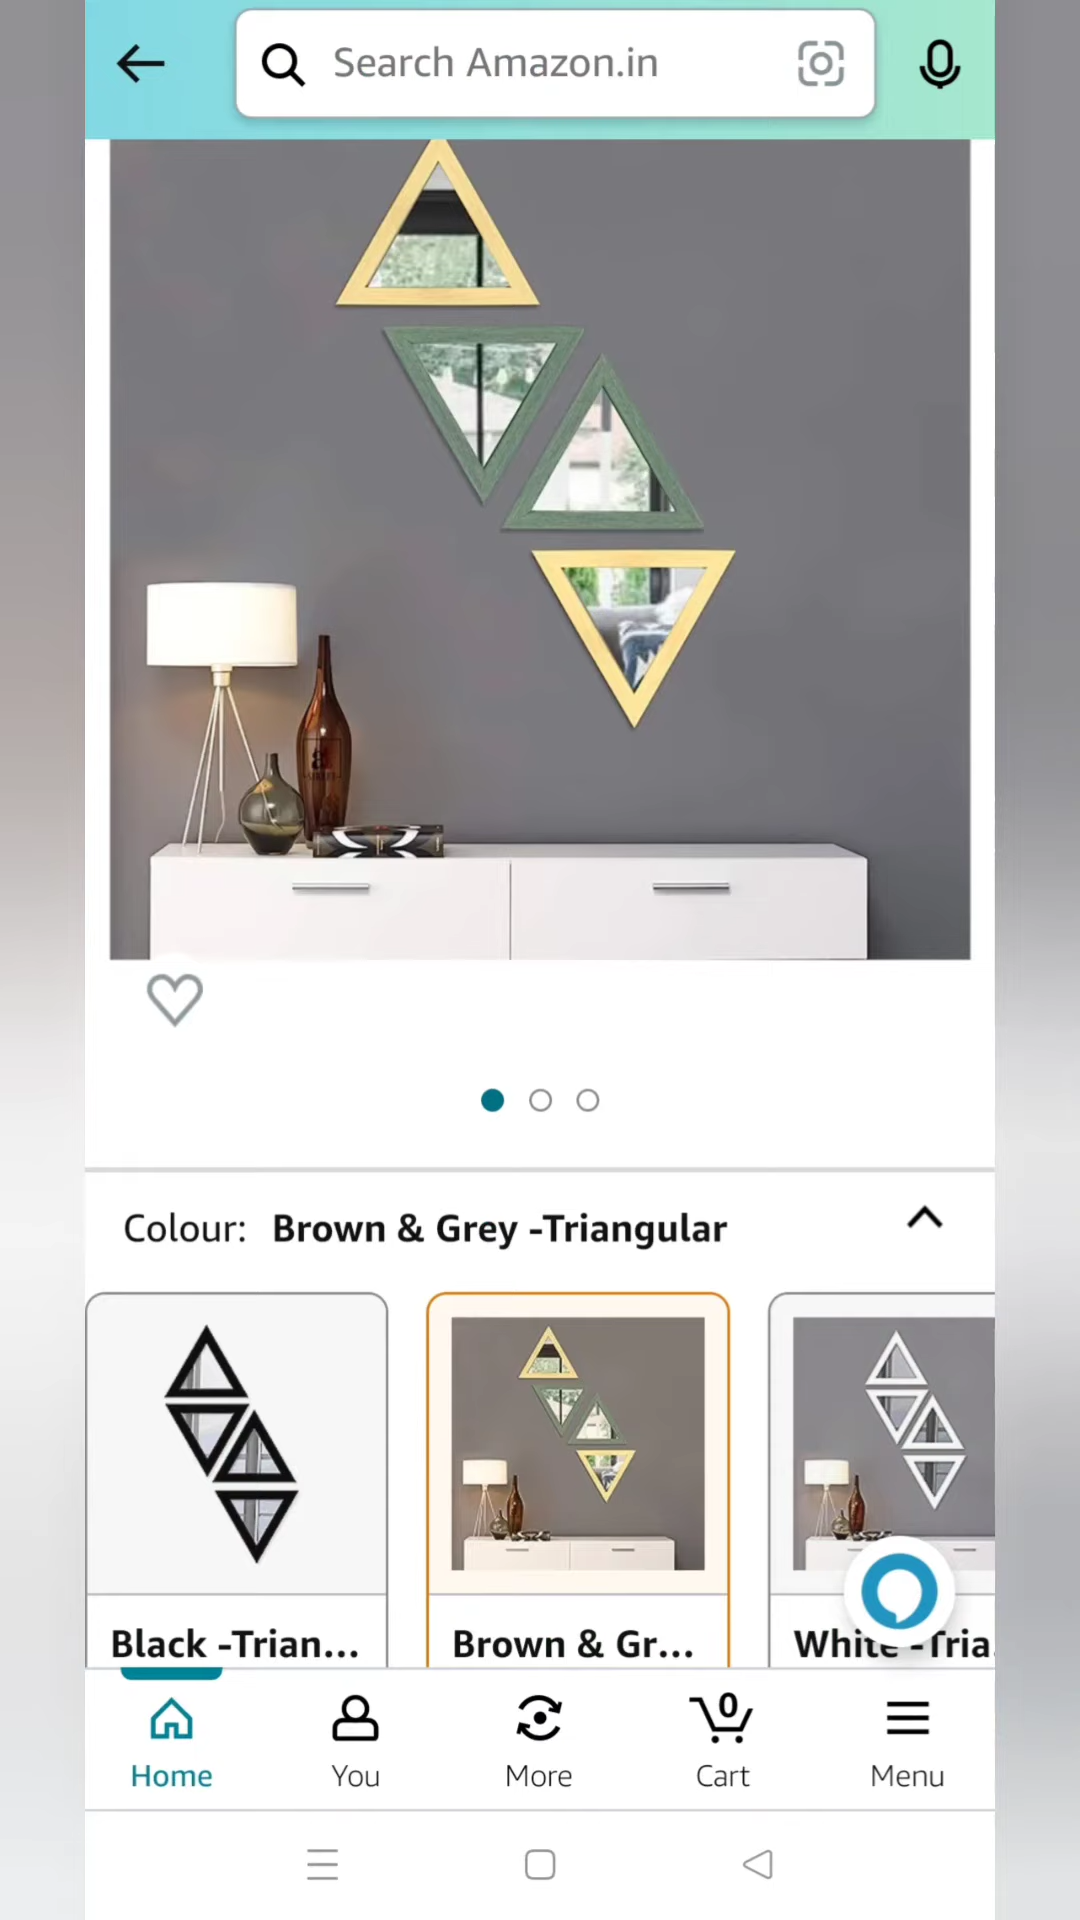 Search Amazon.in
Colour: Brown & Grey -Triangular
Black -Trian...
Brown & Gr...
White -Tria
0
Home
You
More
Cart
Menu